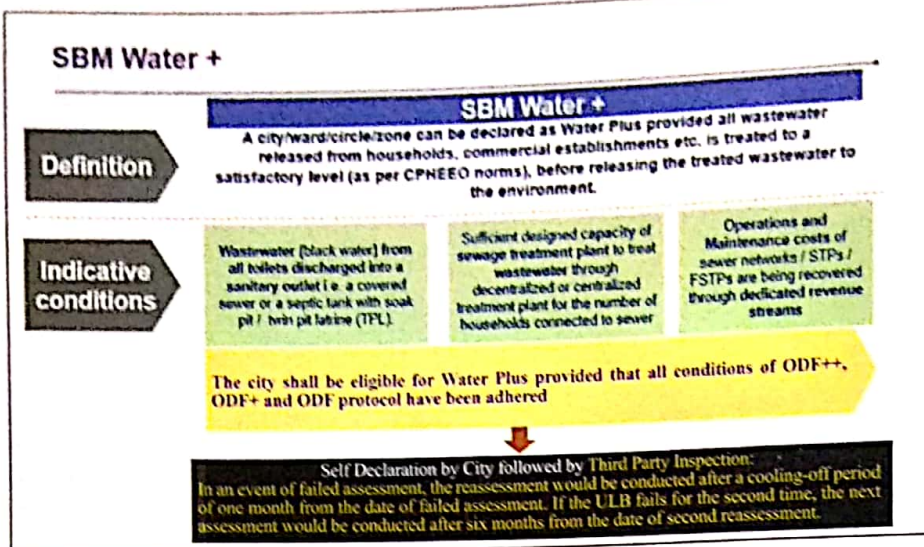 SBM Water +
SBM Water +
Definition
A city/ward/circle/zone can be declared as Water Plus provided all wastewater
released from households, commercial establishments etc. is treated to a
satisfactory level (as per CPHEEO norms), before releasing the treated wastewater to
the environment.
Indicative
conditions
Wastewater (black water) from
all toilets discharged into a
sanitary outlet i.e. a covered
sewer or a septic tank with soak
pit / twin pit latrine (TPL).
Sufficient designed capacity of
sewage treatment plant to treat
wastewater through
decentralized or centralized
treatment plant for the number of
households connected to sewer
Operations and
Maintenance costs of
sewer networks / STPs /
FSTPs are being recovered
through dedicated revenue
streams
The city shall be eligible for Water Plus provided that all conditions of ODF++,
ODF+ and ODF protocol have been adhered
Self Declaration by City followed by Third Party Inspection:
In an event of failed assessment, the reassessment would be conducted after a cooling-off period
of one month from the date of failed assessment. If the ULB fails for the second time, the next
assessment would be conducted after six months from the date of second reassessment.